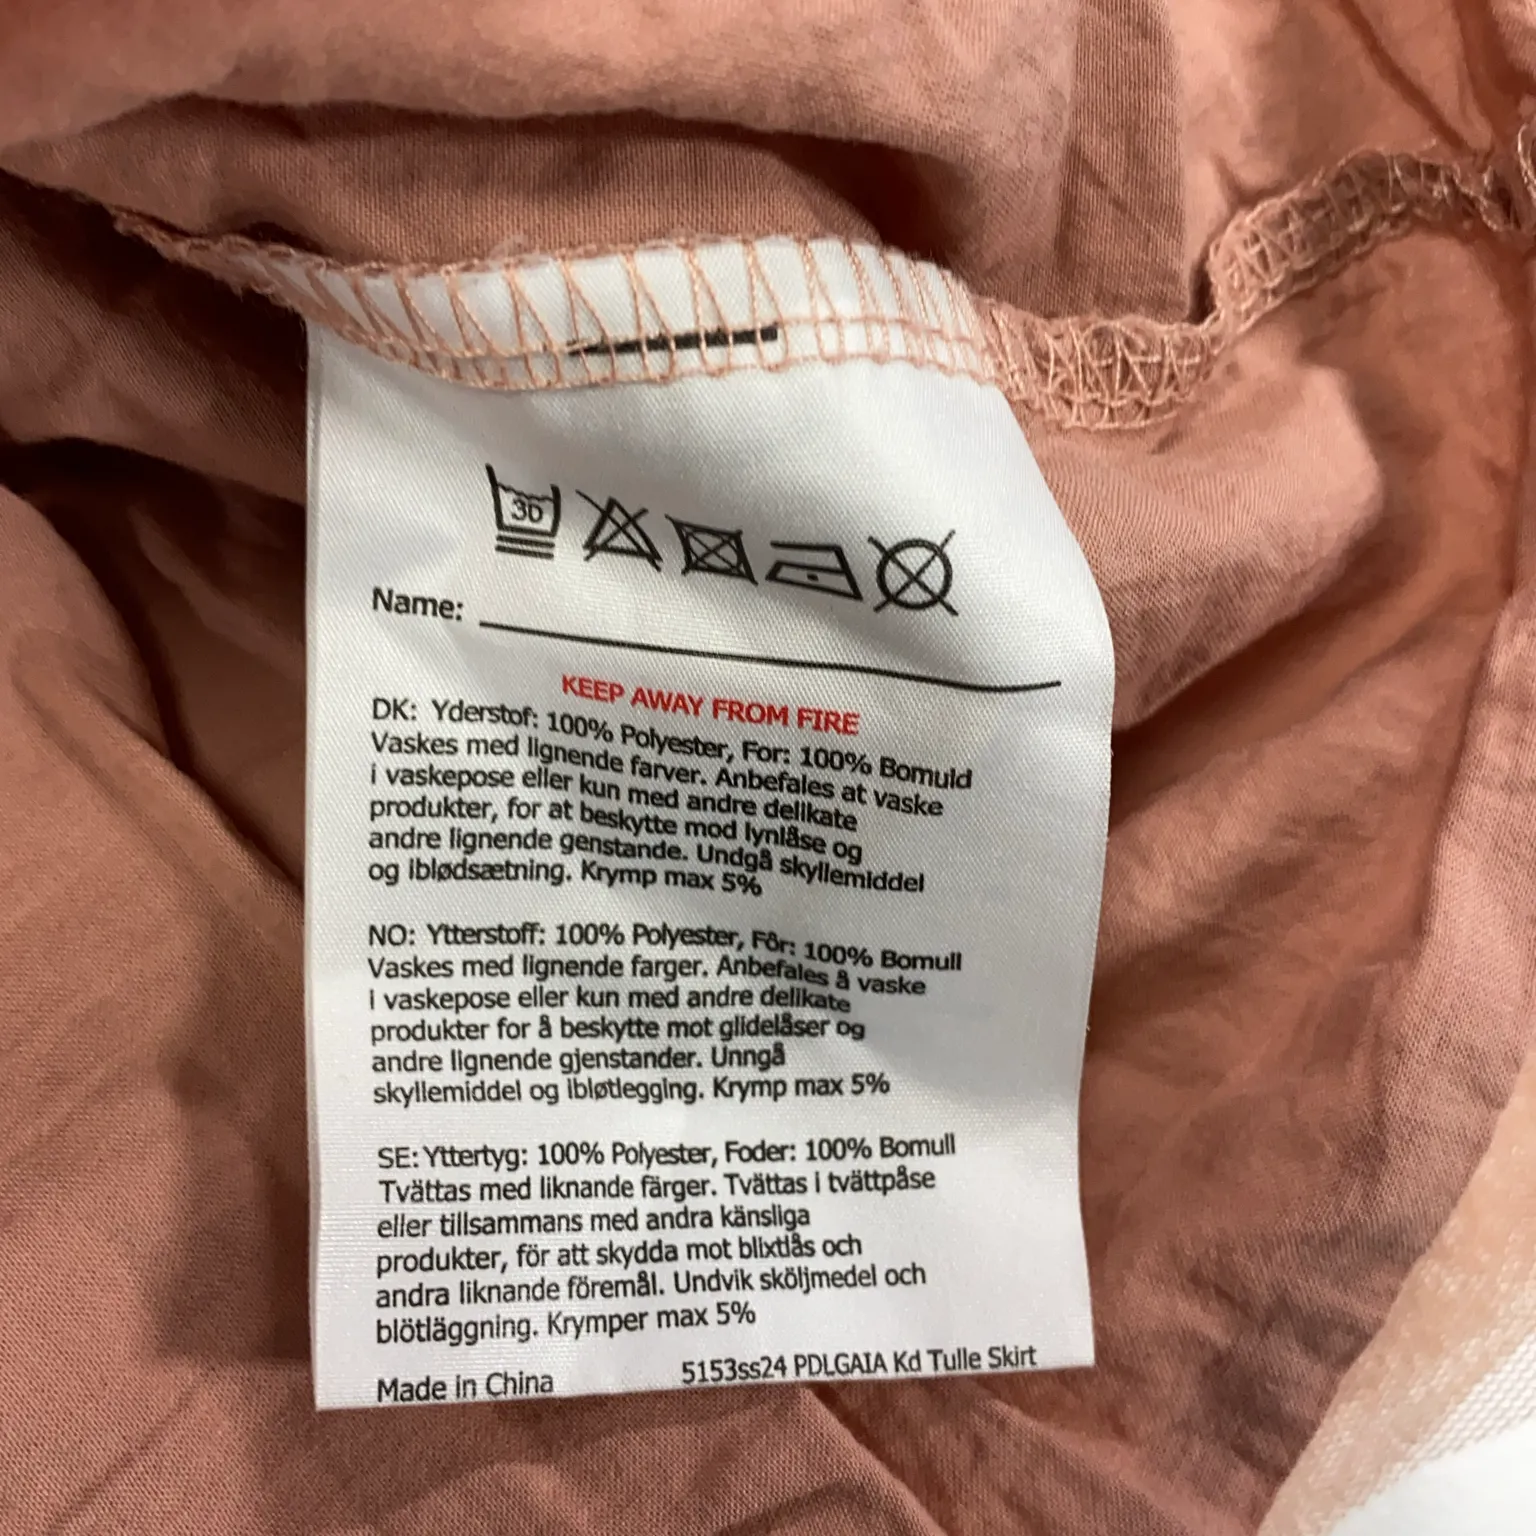 30
Name:
KEEP AWAY FROM FIRE
DK: Yderstof: 100% Polyester, For: 100% Bomuld
Vaskes med lignende farver. Anbefales at vaske
i vaskepose eller kun med andre delikate
produkter, for at beskytte mod lynlåse og
andre lignende genstande. Undgå skyllemiddel
og iblødsætning. Krymp max 5%
NO: Ytterstoff: 100% Polyester, Fôr: 100% Bomull
Vaskes med lignende farger. Anbefales å vaske
i vaskepose eller kun med andre delikate
produkter for å beskytte mot glidelåser og
andre lignende gjenstander. Unngå
skyllemiddel og ibløtlegging. Krymp max 5%
SE: Yttertyg: 100% Polyester, Foder: 100% Bomull
Tvättas med liknande färger. Tvättas i tvättpåse
eller tillsammans med andra känsliga
produkter, för att skydda mot blixtlås och
andra liknande föremål. Undvik sköljmedel och
blötläggning. Krymper max 5%
Made in China 5153ss24 PDLGAIA Kd Tulle Skirt